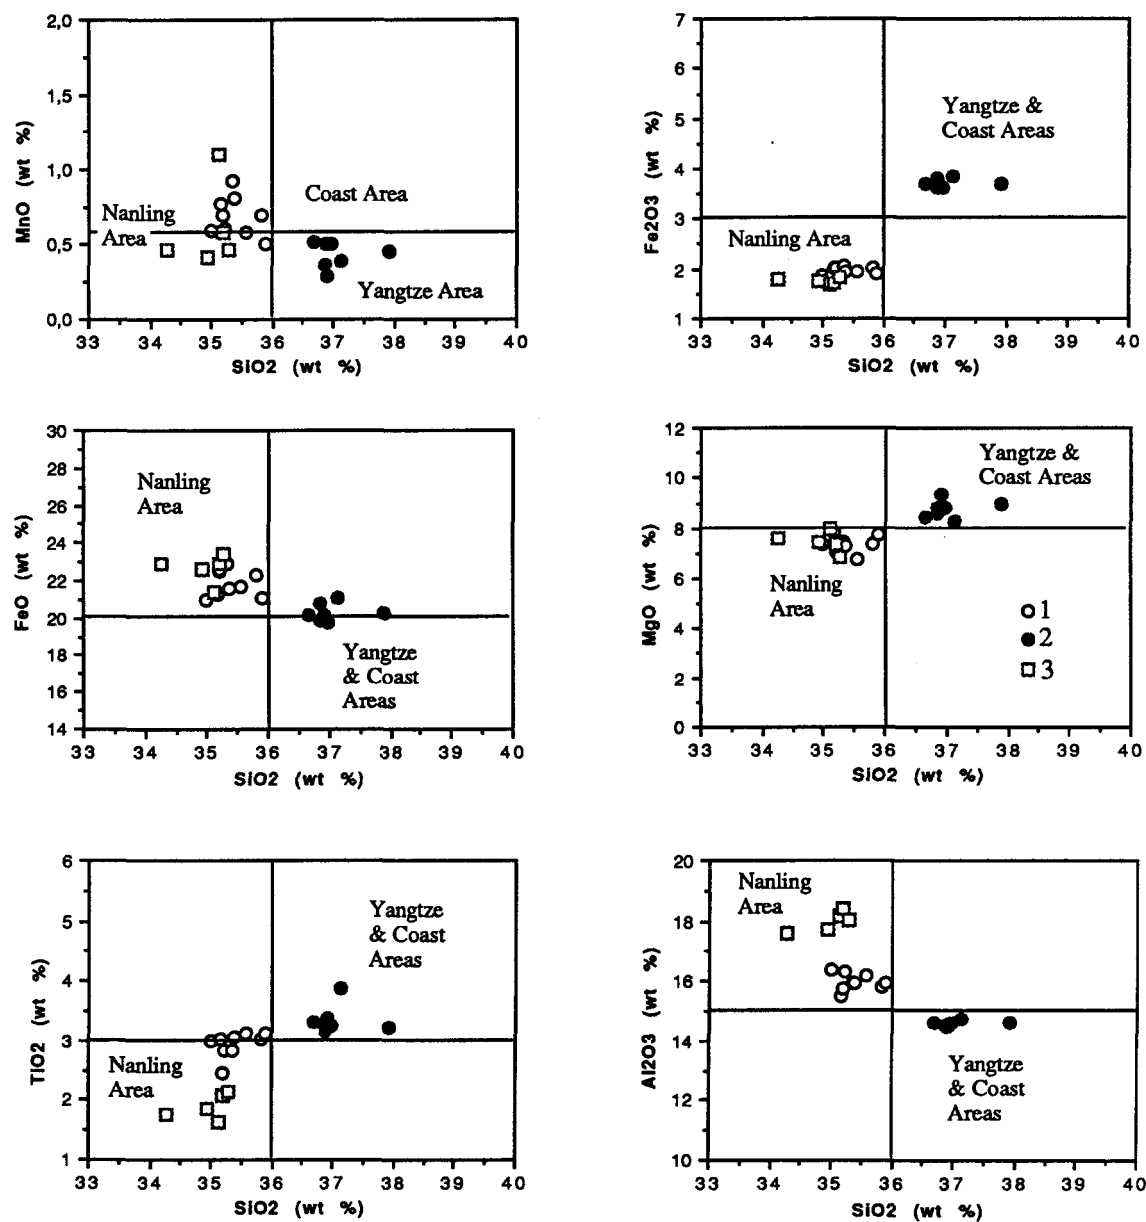 2,0
1,5
1,0
0,5
0,0
MnO (wt %)
Nanling
Area
Coast Area
Yangtze Area
33 34 35 36 37 38 39 40
SiO2 (wt %)
7
6
5
4
3
2
1
Fe2O3 (wt %)
Yangtze &
Coast Areas
Nanling Area
33 34 35 36 37 38 39 40
SiO2 (wt %)
30
28
26
24
22
20
18
16
14
FeO (wt %)
Nanling
Area
Yangtze
& Coast
Areas
33 34 35 36 37 38 39 40
SiO2 (wt %)
12
10
8
6
4
2
0
MgO (wt %)
Yangtze &
Coast Areas
Nanling
Area
1
2
3
33 34 35 36 37 38 39 40
SiO2 (wt %)
6
5
4
3
2
1
TiO2 (wt %)
Yangtze
& Coast
Areas
Nanling
Area
33 34 35 36 37 38 39 40
SiO2 (wt %)
20
18
16
14
12
10
Al2O3 (wt %)
Nanling
Area
Yangtze
& Coast
Areas
33 34 35 36 37 38 39 40
SiO2 (wt %)